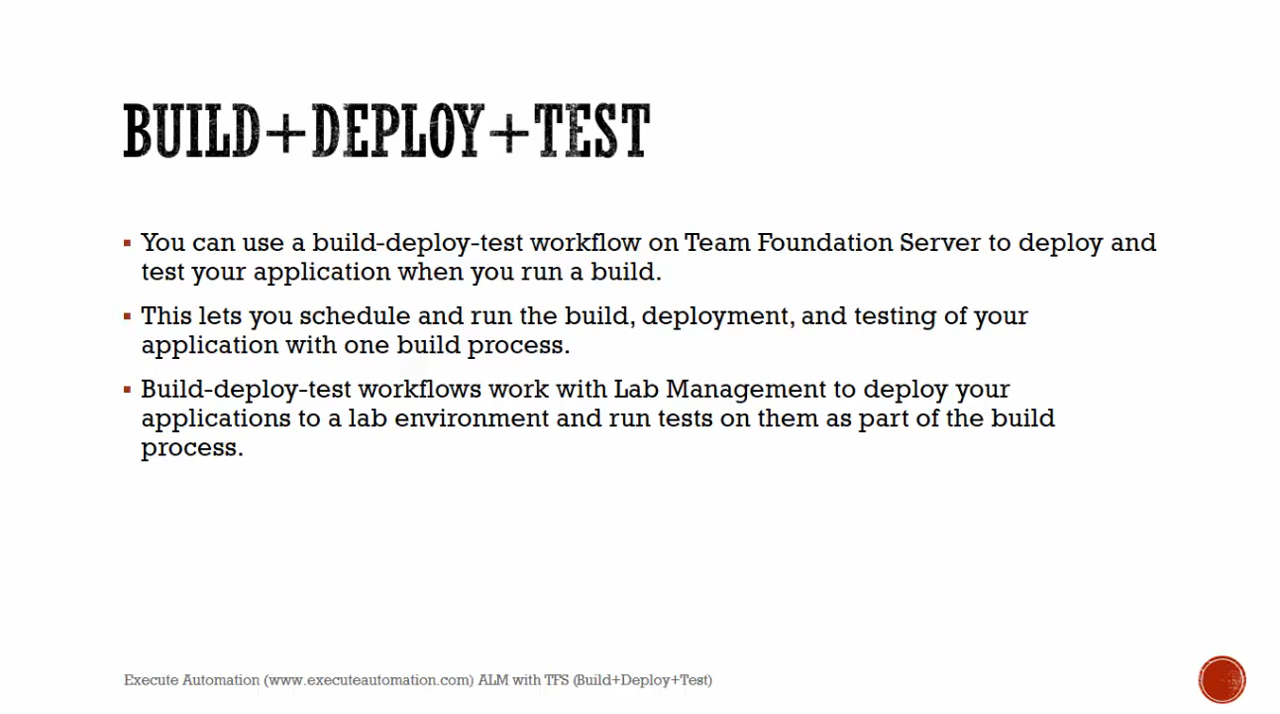 BUILD+DEPLOY+TEST
▪ You can use a build-deploy-test workflow on Team Foundation Server to deploy and
test your application when you run a build.
▪ This lets you schedule and run the build, deployment, and testing of your
application with one build process.
▪ Build-deploy-test workflows work with Lab Management to deploy your
applications to a lab environment and run tests on them as part of the build
process.
Execute Automation (www.executeautomation.com) ALM with TFS (Build+Deploy+Test)